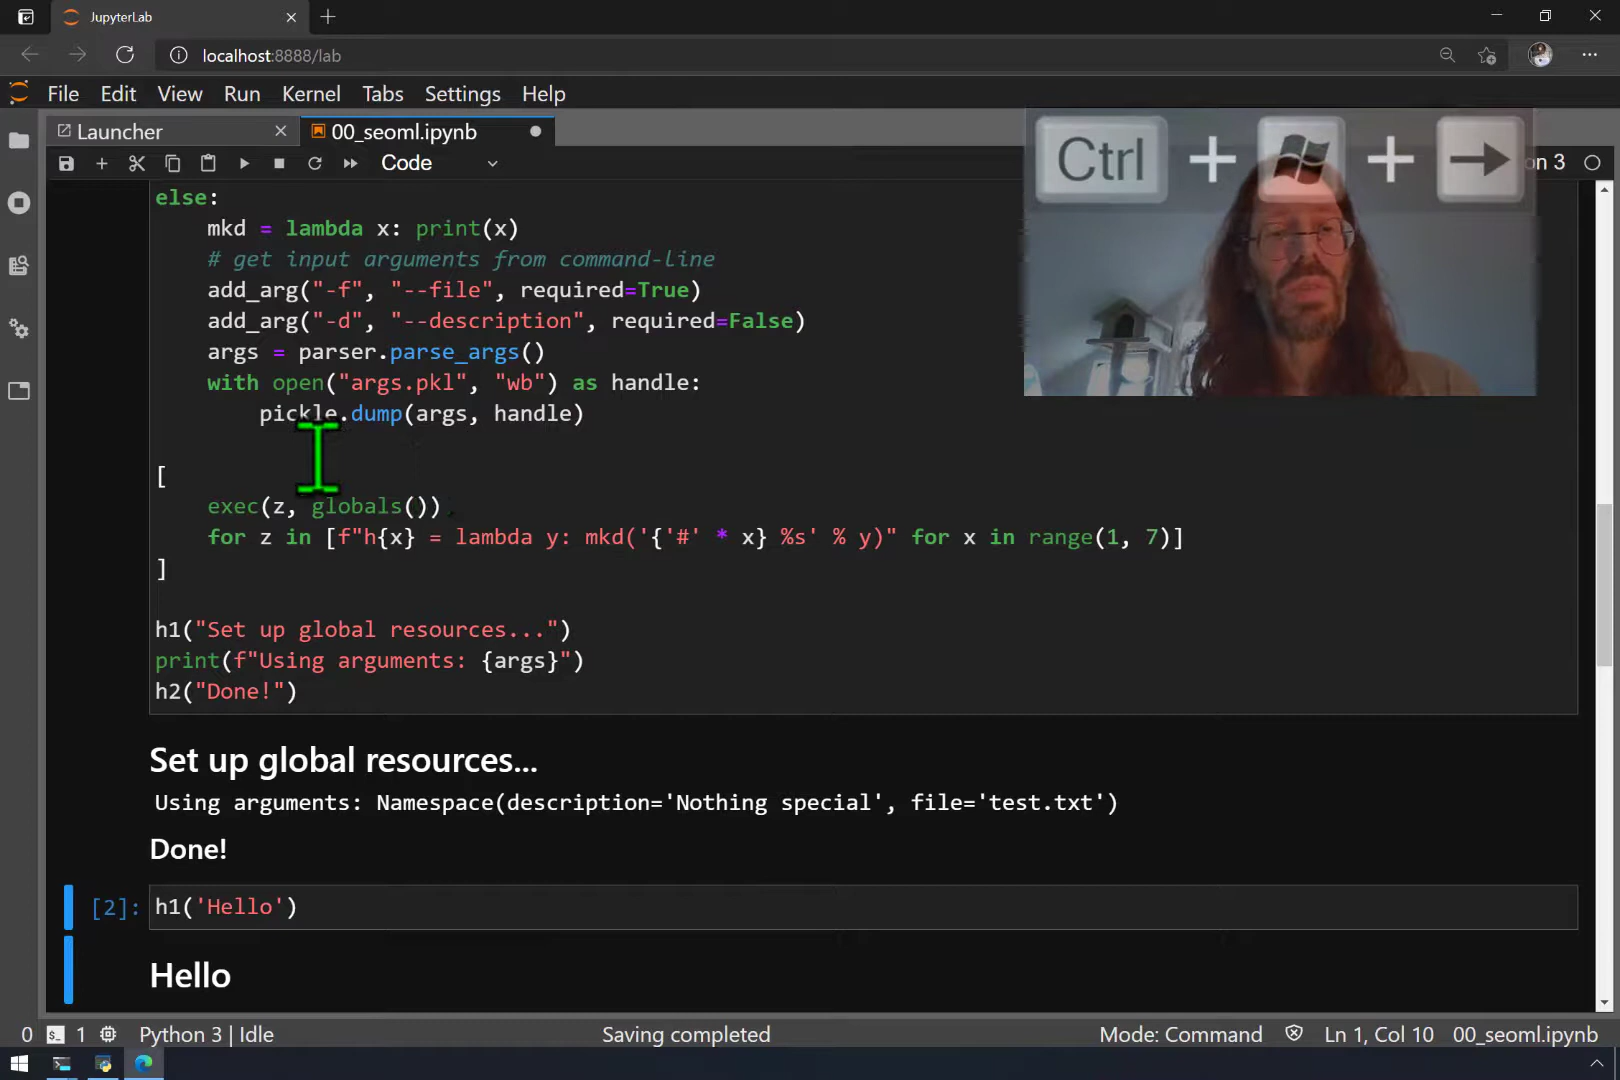 JupyterLab
localhost:8888/lab
File Edit View Run Kernel Tabs Settings Help
Launcher 00_seoml.ipynb
Code
Ctrl + + →
on 3
else:
mkd = lambda x: print(x)
# get input arguments from command-line
add_arg("-f", "--file", required=True)
add_arg("-d", "--description", required=False)
args = parser.parse_args()
with open("args.pkl", "wb") as handle:
pickle.dump(args, handle)
[
exec(z, globals())
for z in [f"h{x} = lambda y: mkd('{'#' * x} %s' % y)" for x in range(1, 7)]
]
h1("Set up global resources...")
print(f"Using arguments: {args}")
h2("Done!")
Set up global resources...
Using arguments: Namespace(description='Nothing special', file='test.txt')
Done!
[2]: h1('Hello')
Hello
0 1 Python 3 | Idle Saving completed Mode: Command Ln 1, Col 10 00_seoml.ipynb